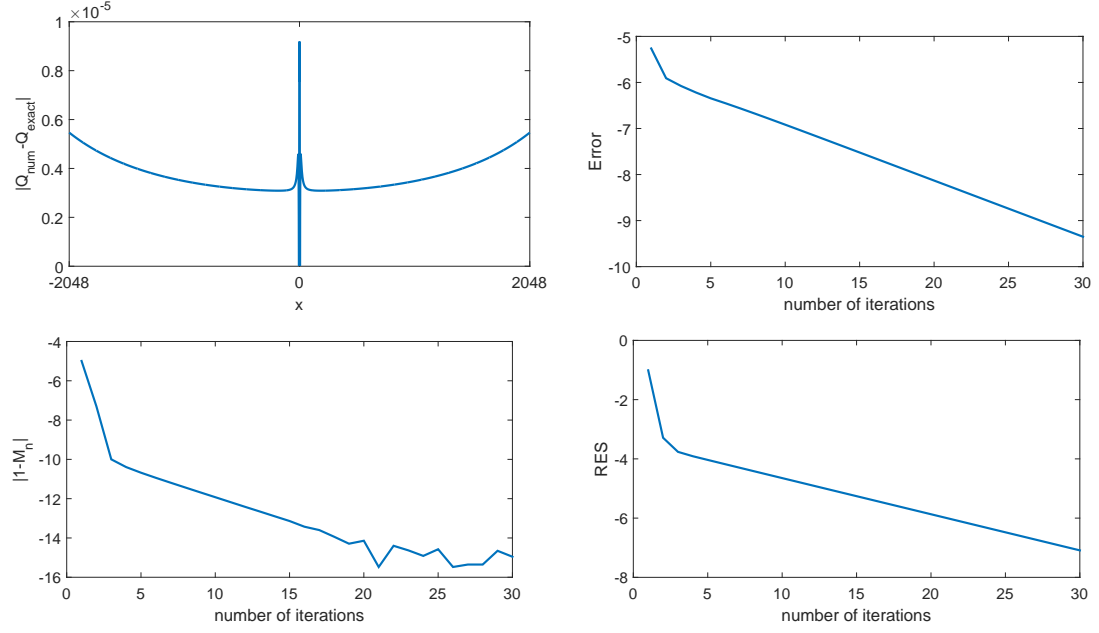 1 ×10^-5
0.8
0.6
0.4
0.2
0
|Q_num-Q_exact|
-2048 0 2048
x
-5
-6
-7
-8
-9
-10
Error
0 5 10 15 20 25 30
number of iterations
-4
-6
-8
-10
-12
-14
-16
|1-M_n|
0 5 10 15 20 25 30
number of iterations
0
-2
-4
-6
-8
RES
0 5 10 15 20 25 30
number of iterations